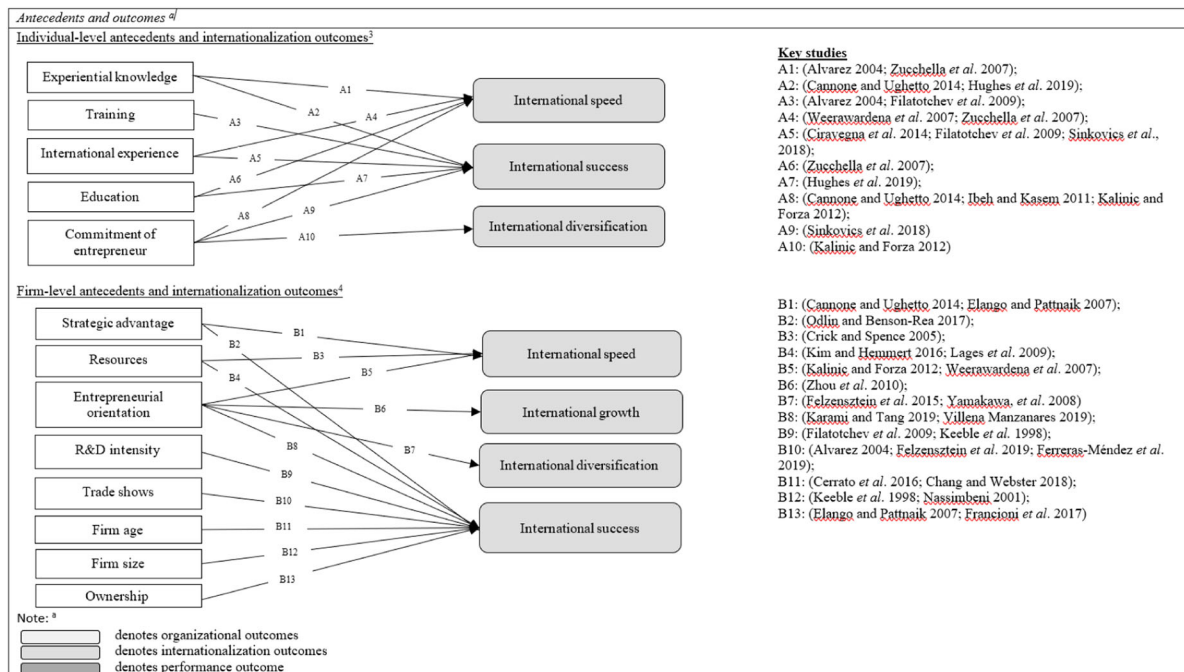 Antecedents and outcomes a/
Individual-level antecedents and internationalization outcomes3
Experiential knowledge
Training
International experience
Education
Commitment of
entrepreneur
A1
A2
A3
A4
A5
A6
A7
A8
A9
A10
International speed
International success
International diversification
Key studies
A1: (Alvarez 2004; Zucchella et al. 2007);
A2: (Cannone and Ughetto 2014; Hughes et al. 2019);
A3: (Alvarez 2004; Filatotchev et al. 2009);
A4: (Weerawardena et al. 2007; Zucchella et al. 2007);
A5: (Ciravegna et al. 2014; Filatotchev et al. 2009; Sinkovics et al.,
2018);
A6: (Zucchella et al. 2007);
A7: (Hughes et al. 2019);
A8: (Cannone and Ughetto 2014; Ibeh and Kasem 2011; Kalinic and
Forza 2012);
A9: (Sinkovics et al. 2018)
A10: (Kalinic and Forza 2012)
Firm-level antecedents and internationalization outcomes4
Strategic advantage
Resources
Entrepreneurial
orientation
R&D intensity
Trade shows
Firm age
Firm size
Ownership
B1
B2
B3
B4
B5
B6
B7
B8
B9
B10
B11
B12
B13
International speed
International growth
International diversification
International success
B1: (Cannone and Ughetto 2014; Elango and Pattnaik 2007);
B2: (Odlin and Benson-Rea 2017);
B3: (Crick and Spence 2005);
B4: (Kim and Hemmert 2016; Lages et al. 2009);
B5: (Kalinic and Forza 2012; Weerawardena et al. 2007);
B6: (Zhou et al. 2010);
B7: (Felzensztein et al. 2015; Yamakawa, et al. 2008)
B8: (Karami and Tang 2019; Villena Manzanares 2019);
B9: (Filatotchev et al. 2009; Keeble et al. 1998);
B10: (Alvarez 2004; Felzensztein et al. 2019; Ferreras-Méndez et al.
2019);
B11: (Cerrato et al. 2016; Chang and Webster 2018);
B12: (Keeble et al. 1998; Nassimbeni 2001);
B13: (Elango and Pattnaik 2007; Francioni et al. 2017)
Note: a
denotes organizational outcomes
denotes internationalization outcomes
denotes performance outcome